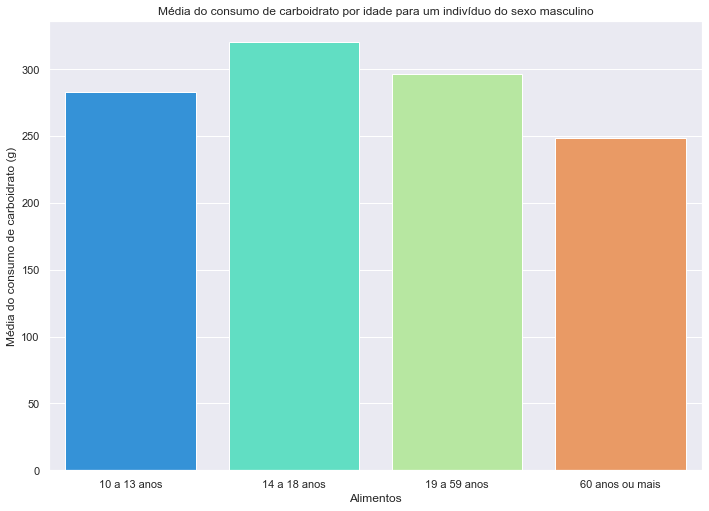 Média do consumo de carboidrato por idade para um indivíduo do sexo masculino
Média do consumo de carboidrato (g)
300
250
200
150
100
50
0
10 a 13 anos
14 a 18 anos
19 a 59 anos
60 anos ou mais
Alimentos